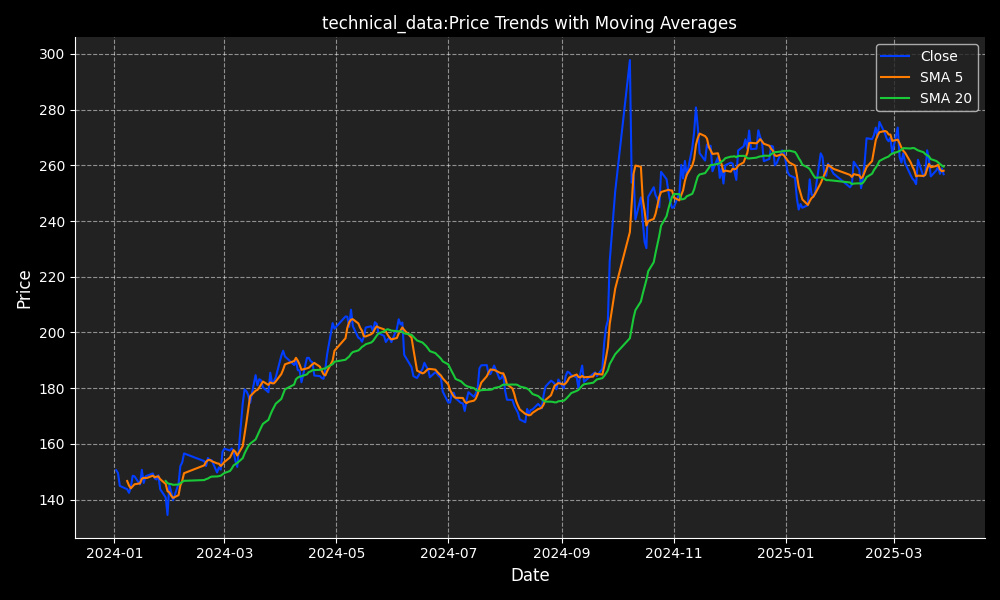 technical_data:Price Trends with Moving Averages
Close
SMA 5
SMA 20
Price
300
280
260
240
220
200
180
160
140
2024-01 2024-03 2024-05 2024-07 2024-09 2024-11 2025-01 2025-03
Date